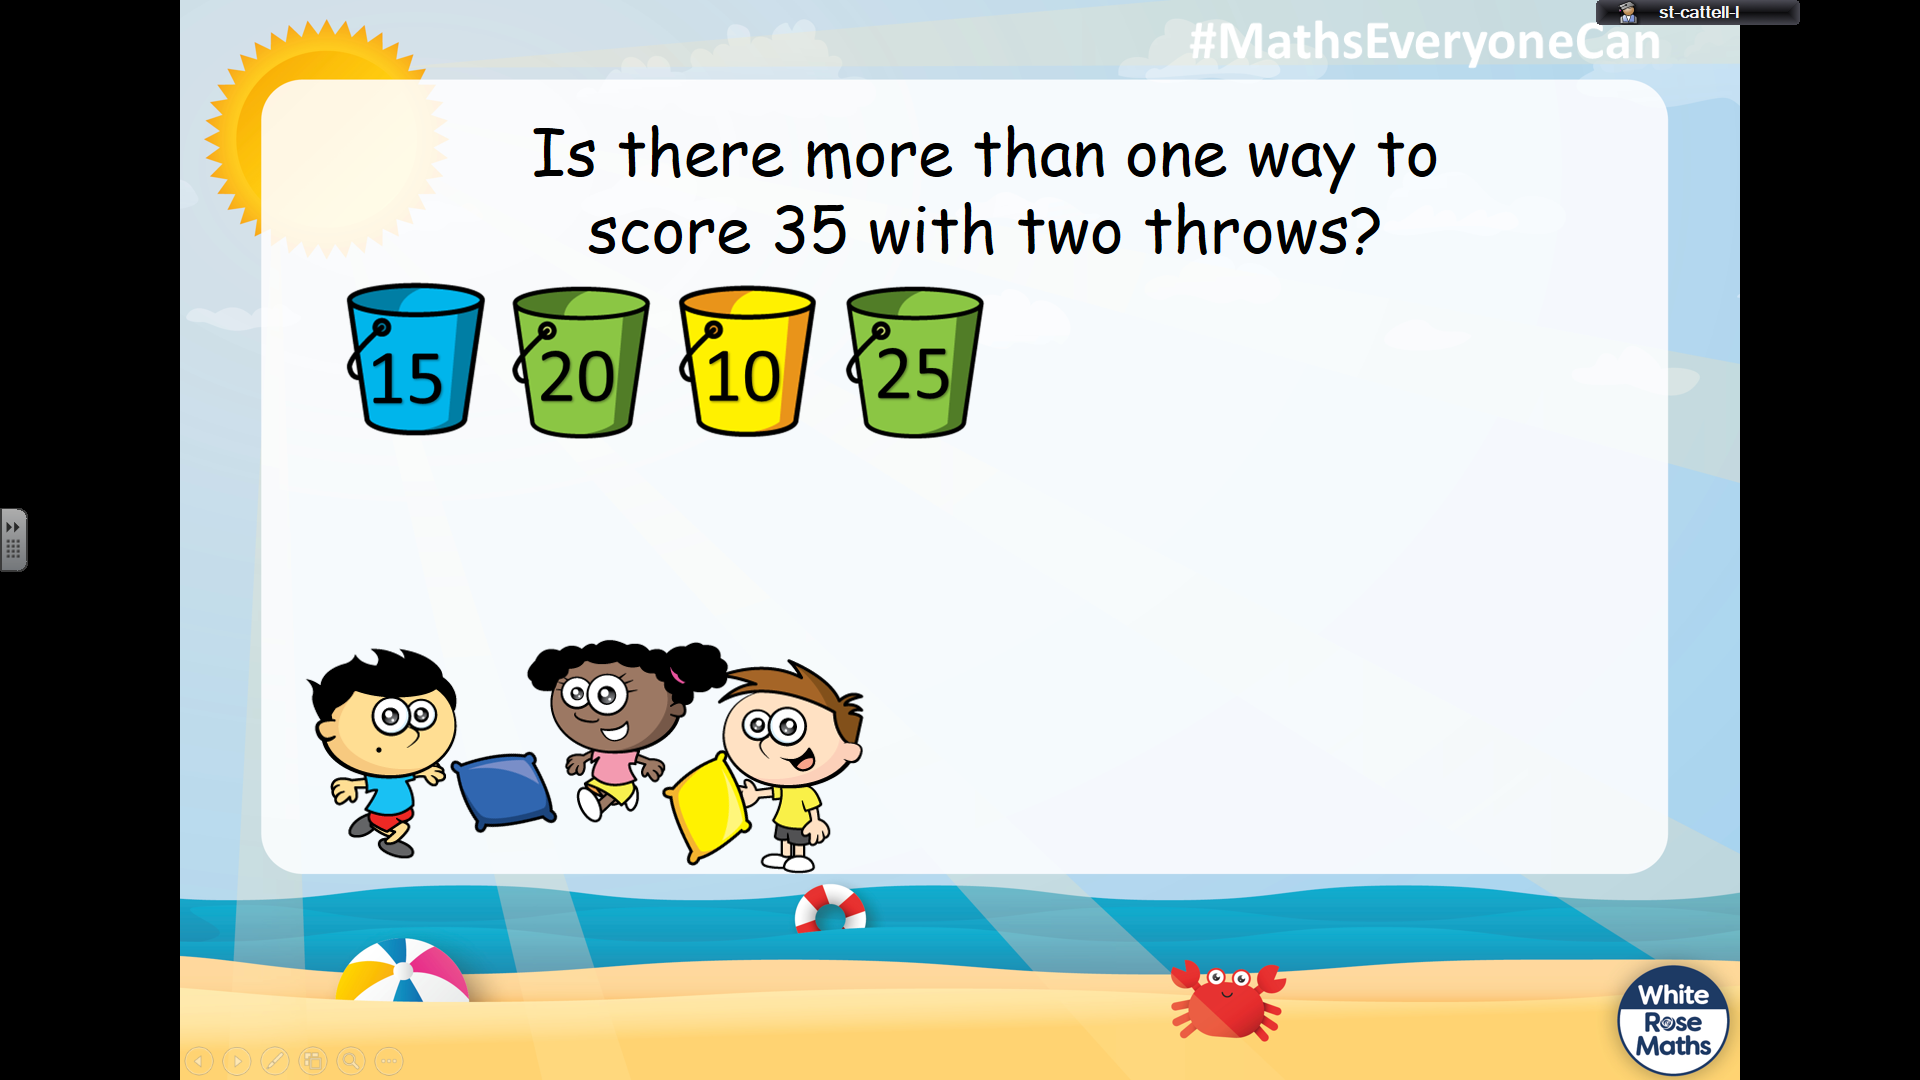 st-cattell-l
#MathsEveryoneCan
Is there more than one way to
score 35 with two throws?
15 20 10 25
White
Rose
Maths